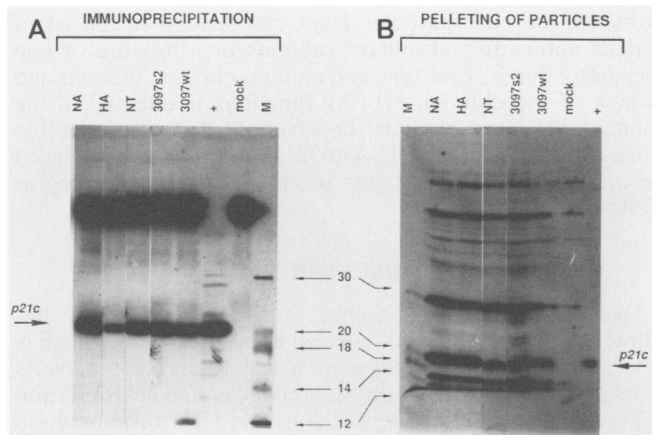 A
IMMUNOPRECIPITATION
NA HA NT 3097s2 3097wt + mock M
B
PELLETING OF PARTICLES
M NA HA NT 3097s2 3097wt mock +
30
20
18
14
12
p21c
p21c